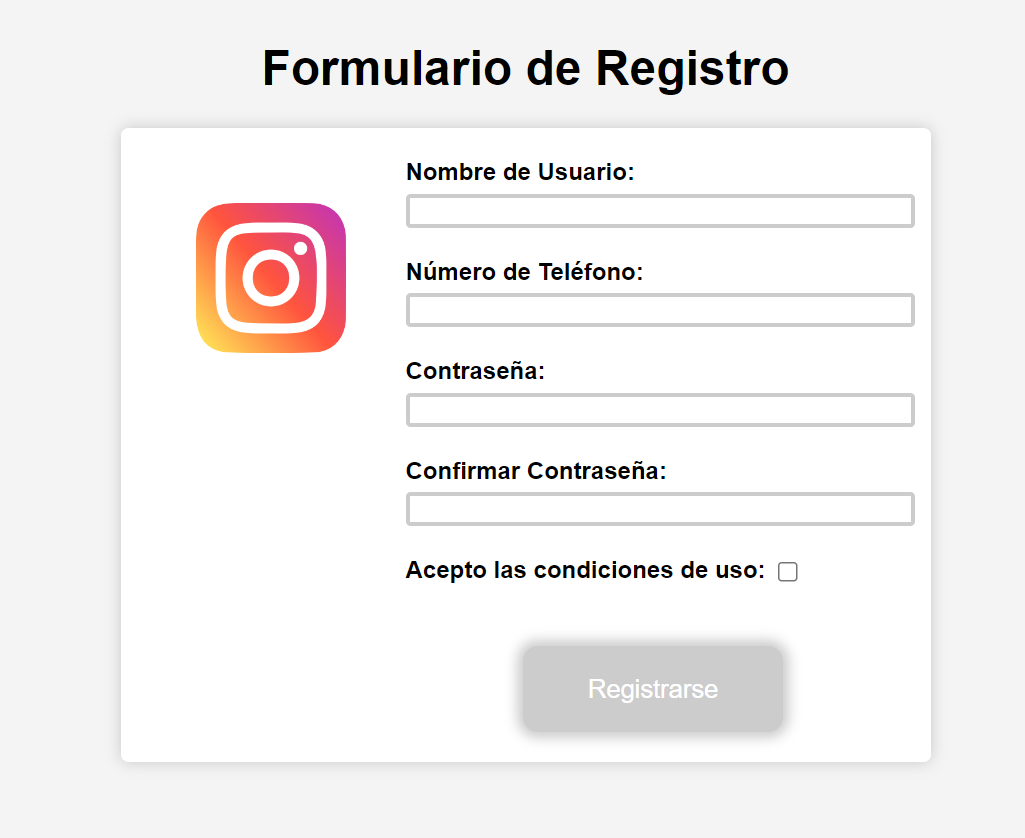 Formulario de Registro
Nombre de Usuario:
Número de Teléfono:
Contraseña:
Confirmar Contraseña:
Acepto las condiciones de uso:
Registrarse